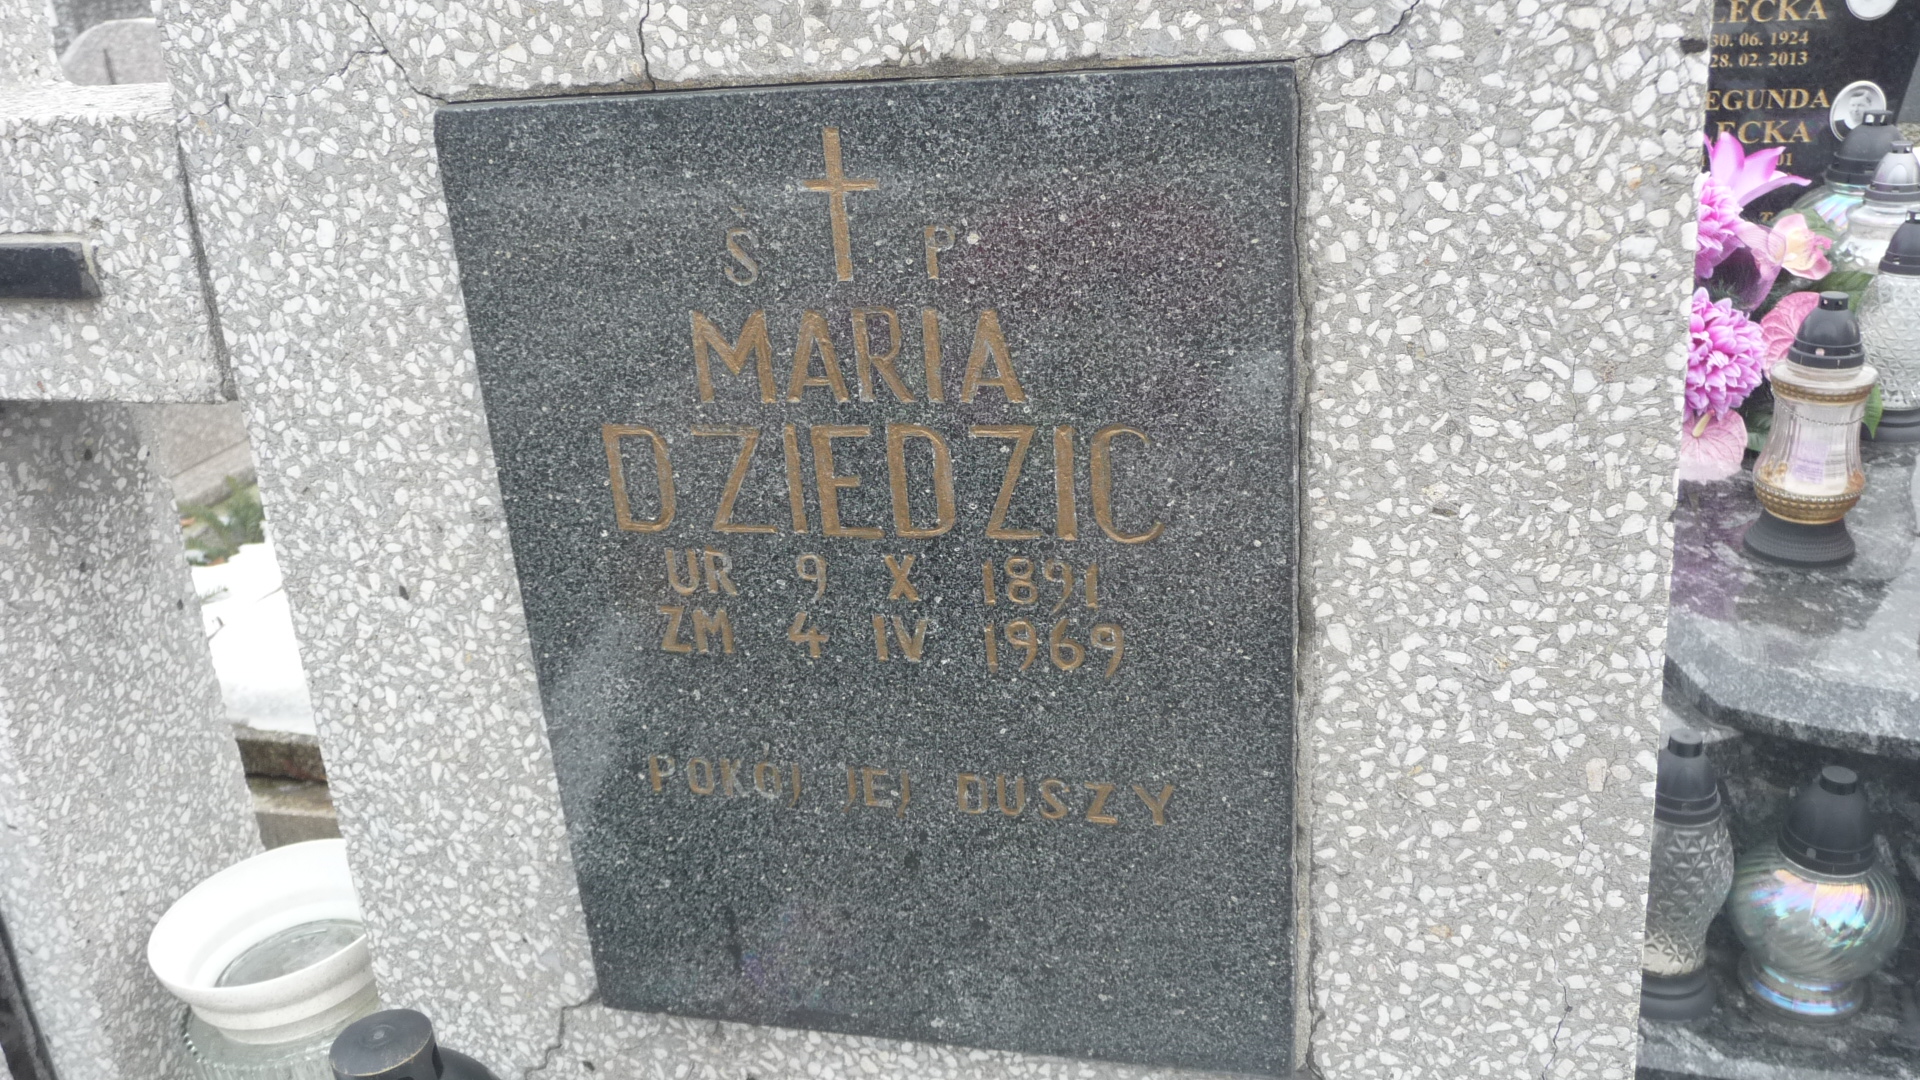 Ś P
MARIA
DZIEDZIC
UR 9 X 1891
ZM 4 IV 1969
POKÓJ JEJ DUSZY
LECKA
30. 06. 1924
28. 02. 2013
EGUNDA
ECKA